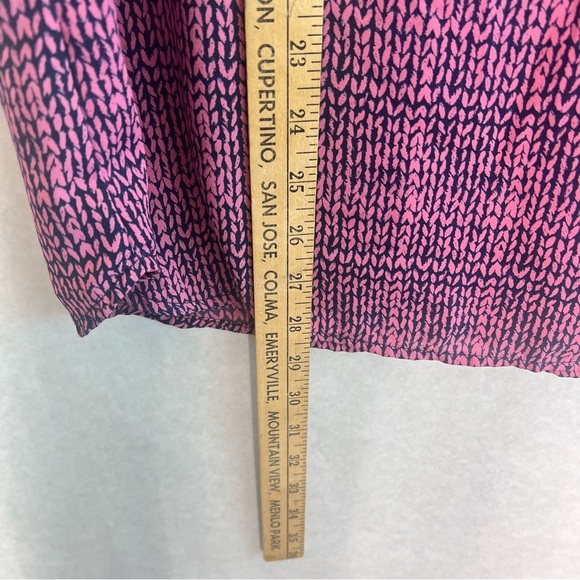 ON, CUPERTINO, SAN JOSE, COLMA, EMERYVILLE, MOUNTAIN VIEW, MENLO PARK
23 24 25 26 27 28 29 30 31 32 33 34 35